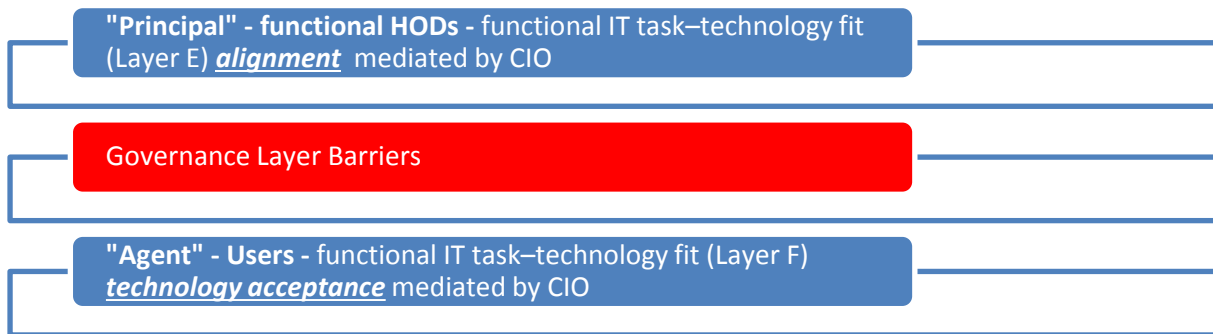 "Principal" - functional HODs - functional IT task–technology fit
(Layer E) alignment mediated by CIO
Governance Layer Barriers
"Agent" - Users - functional IT task–technology fit (Layer F)
technology acceptance mediated by CIO